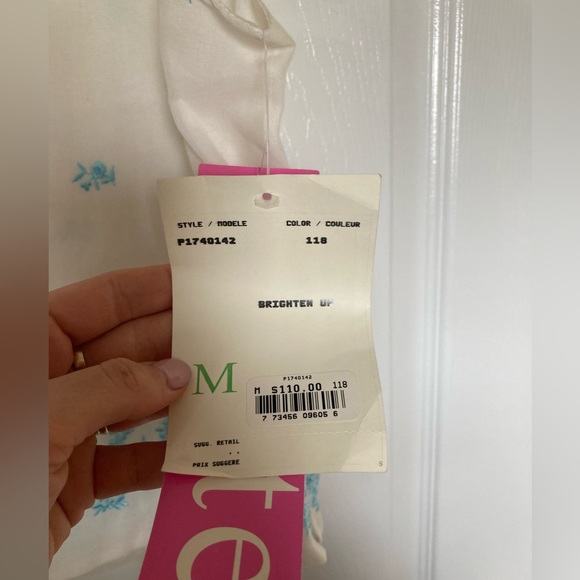 STYLE / MODELE COLOR / COULEUR
P1740142 118
BRIGHTEN UP
M
P1740142
M $110.00 118
7 73456 09605 6
SUGG. RETAIL
. .
PRIX SUGGERE
S
te